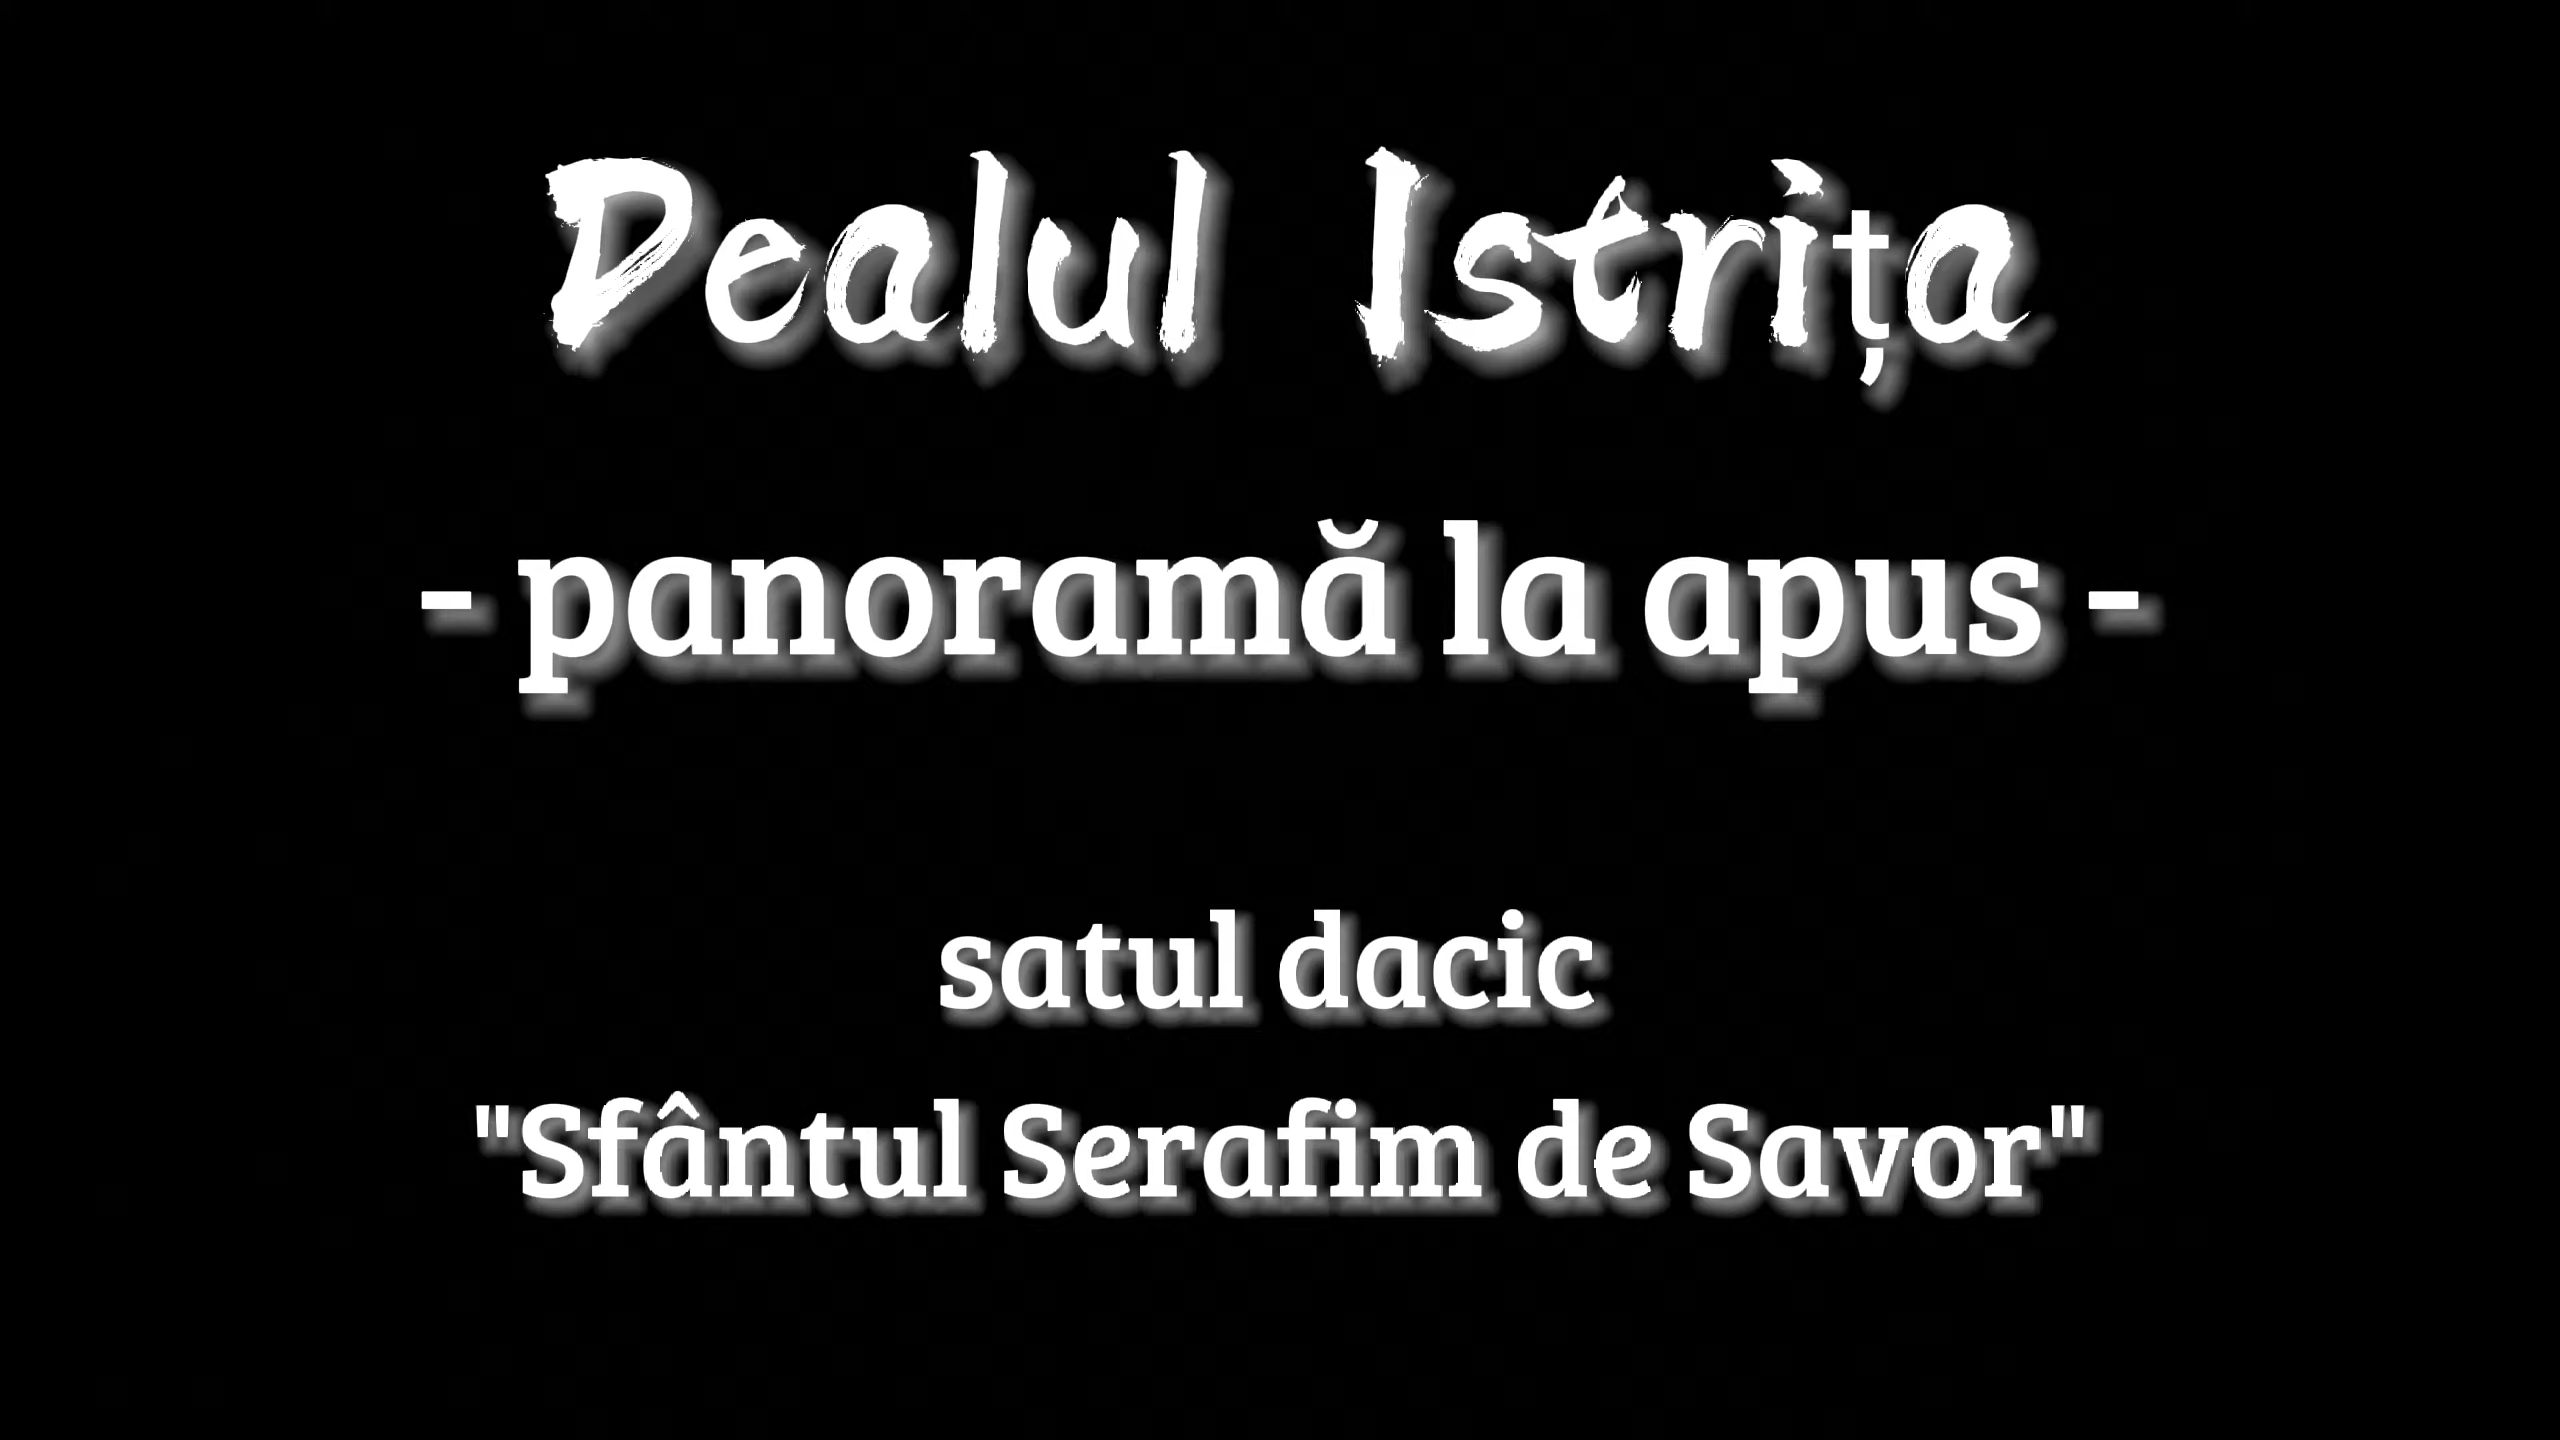 Dealul Istrița
- panoramă la apus -
satul dacic
"Sfântul Serafim de Savor"